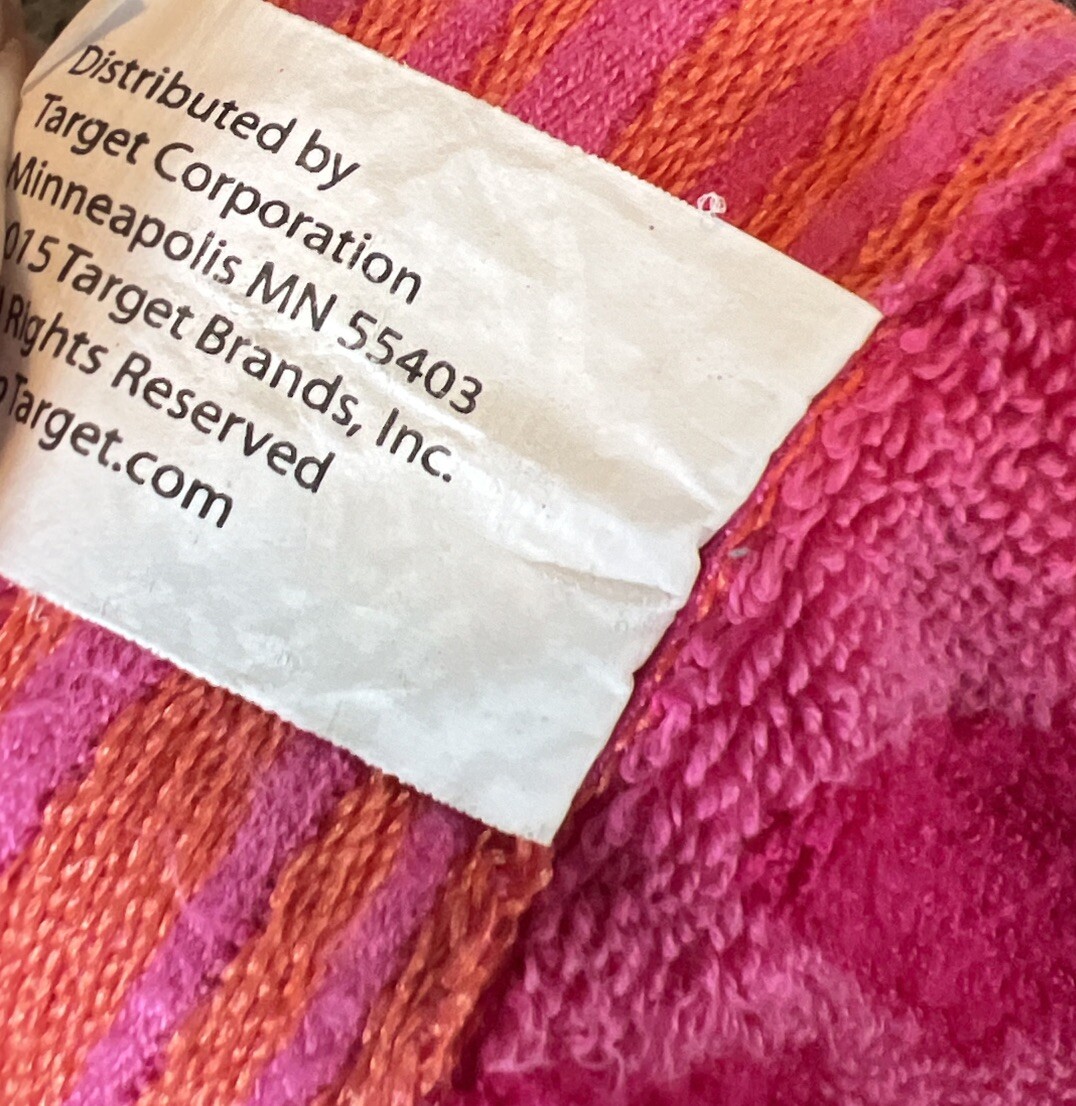 Distributed by
Target Corporation
Minneapolis MN 55403
015 Target Brands, Inc.
Rights Reserved
Target.com